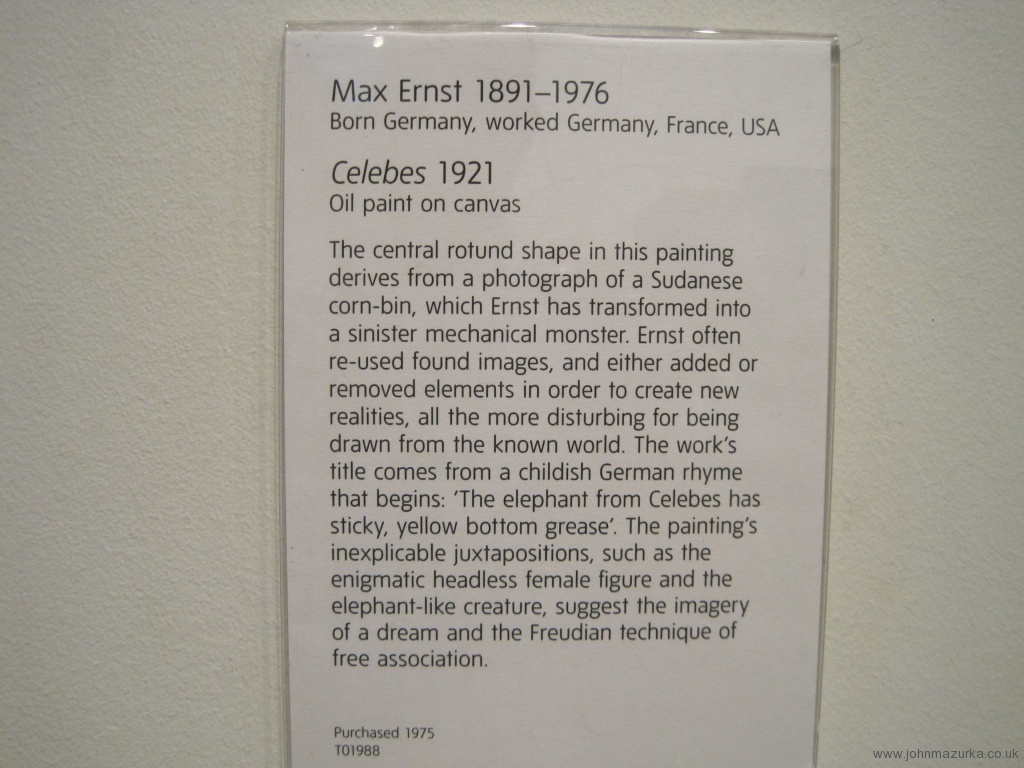 Max Ernst 1891–1976
Born Germany, worked Germany, France, USA
Celebes 1921
Oil paint on canvas
The central rotund shape in this painting
derives from a photograph of a Sudanese
corn-bin, which Ernst has transformed into
a sinister mechanical monster. Ernst often
re-used found images, and either added or
removed elements in order to create new
realities, all the more disturbing for being
drawn from the known world. The work's
title comes from a childish German rhyme
that begins: 'The elephant from Celebes has
sticky, yellow bottom grease'. The painting's
inexplicable juxtapositions, such as the
enigmatic headless female figure and the
elephant-like creature, suggest the imagery
of a dream and the Freudian technique of
free association.
Purchased 1975
T01988
www.johnmazurka.co.uk